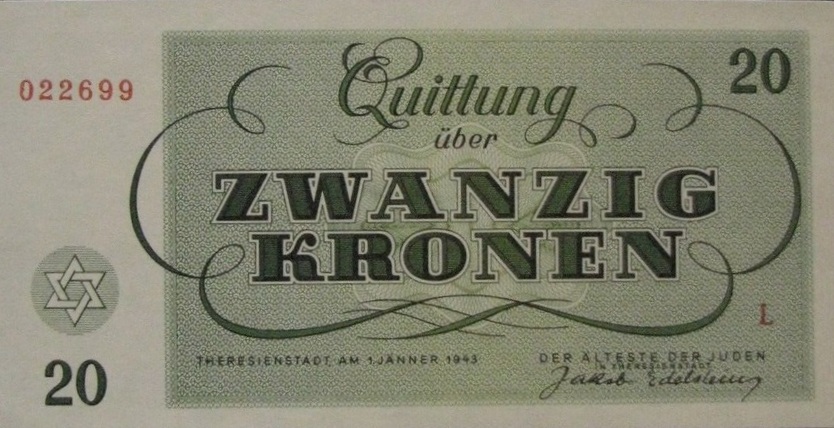 022699
20
Quittung
über
ZWANZIG
KRONEN
L
THERESIENSTADT, AM 1.JÄNNER 1943
DER ÄLTESTE DER JUDEN
IN THERESIENSTADT
Jakob Edelstein
20